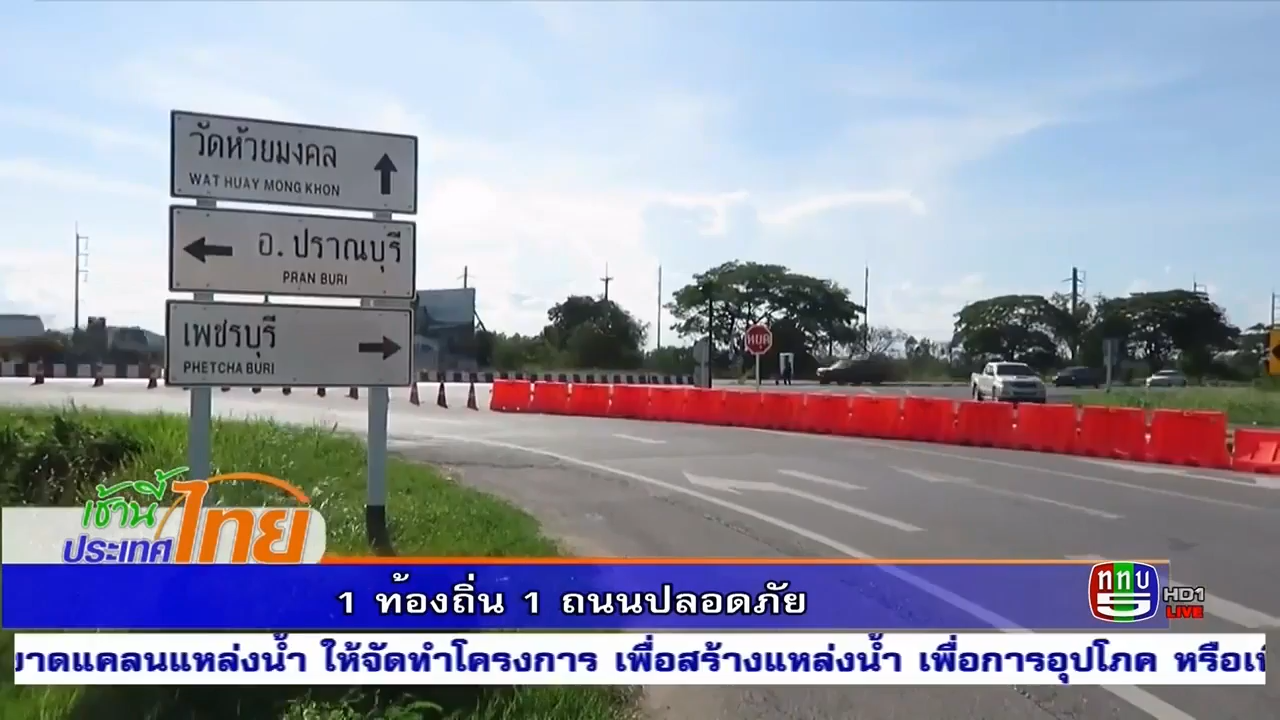 วัดห้วยมงคล
WAT HUAY MONG KHON
อ. ปราณบุรี
PRAN BURI
เพชรบุรี
PHETCHA BURI
หยุด
เช้านี้
ประเทศไทย
1 ท้องถิ่น 1 ถนนปลอดภัย
ททบ 5 HD1
LIVE
าดแคลนแหล่งน้ำ ให้จัดทำโครงการ เพื่อสร้างแหล่งน้ำ เพื่อการอุปโภค หรือเ